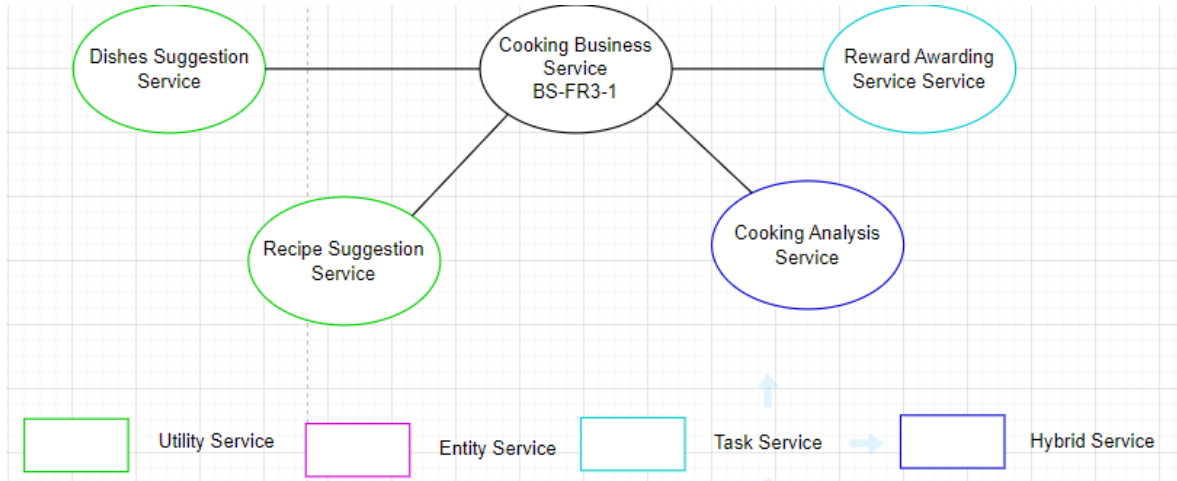 Dishes Suggestion
Service
Cooking Business
Service
BS-FR3-1
Reward Awarding
Service Service
Recipe Suggestion
Service
Cooking Analysis
Service
Utility Service
Entity Service
Task Service
Hybrid Service